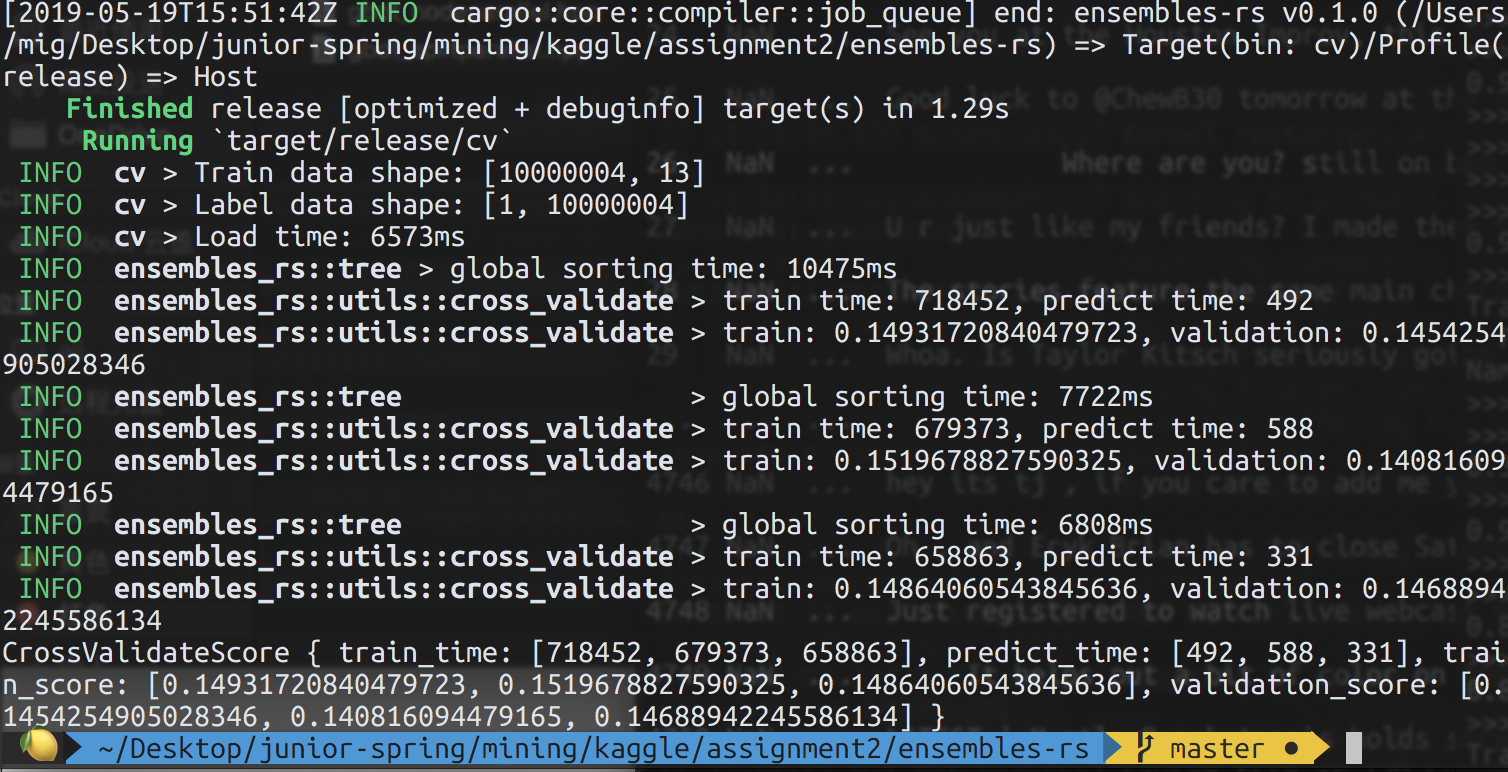 [2019-05-19T15:51:42Z INFO  cargo::core::compiler::job_queue] end: ensembles-rs v0.1.0 (/Users
/mig/Desktop/junior-spring/mining/kaggle/assignment2/ensembles-rs) => Target(bin: cv)/Profile(
release) => Host
    Finished release [optimized + debuginfo] target(s) in 1.29s
     Running `target/release/cv`
 INFO  cv > Train data shape: [10000004, 13]
 INFO  cv > Label data shape: [1, 10000004]
 INFO  cv > Load time: 6573ms
 INFO  ensembles_rs::tree > global sorting time: 10475ms
 INFO  ensembles_rs::utils::cross_validate > train time: 718452, predict time: 492
 INFO  ensembles_rs::utils::cross_validate > train: 0.14931720840479723, validation: 0.1454254
905028346
 INFO  ensembles_rs::tree                  > global sorting time: 7722ms
 INFO  ensembles_rs::utils::cross_validate > train time: 679373, predict time: 588
 INFO  ensembles_rs::utils::cross_validate > train: 0.1519678827590325, validation: 0.14081609
4479165
 INFO  ensembles_rs::tree                  > global sorting time: 6808ms
 INFO  ensembles_rs::utils::cross_validate > train time: 658863, predict time: 331
 INFO  ensembles_rs::utils::cross_validate > train: 0.14864060543845636, validation: 0.1468894
2245586134
CrossValidateScore { train_time: [718452, 679373, 658863], predict_time: [492, 588, 331], trai
n_score: [0.14931720840479723, 0.1519678827590325, 0.14864060543845636], validation_score: [0.
1454254905028346, 0.140816094479165, 0.14688942245586134] }
~/Desktop/junior-spring/mining/kaggle/assignment2/ensembles-rs master ●